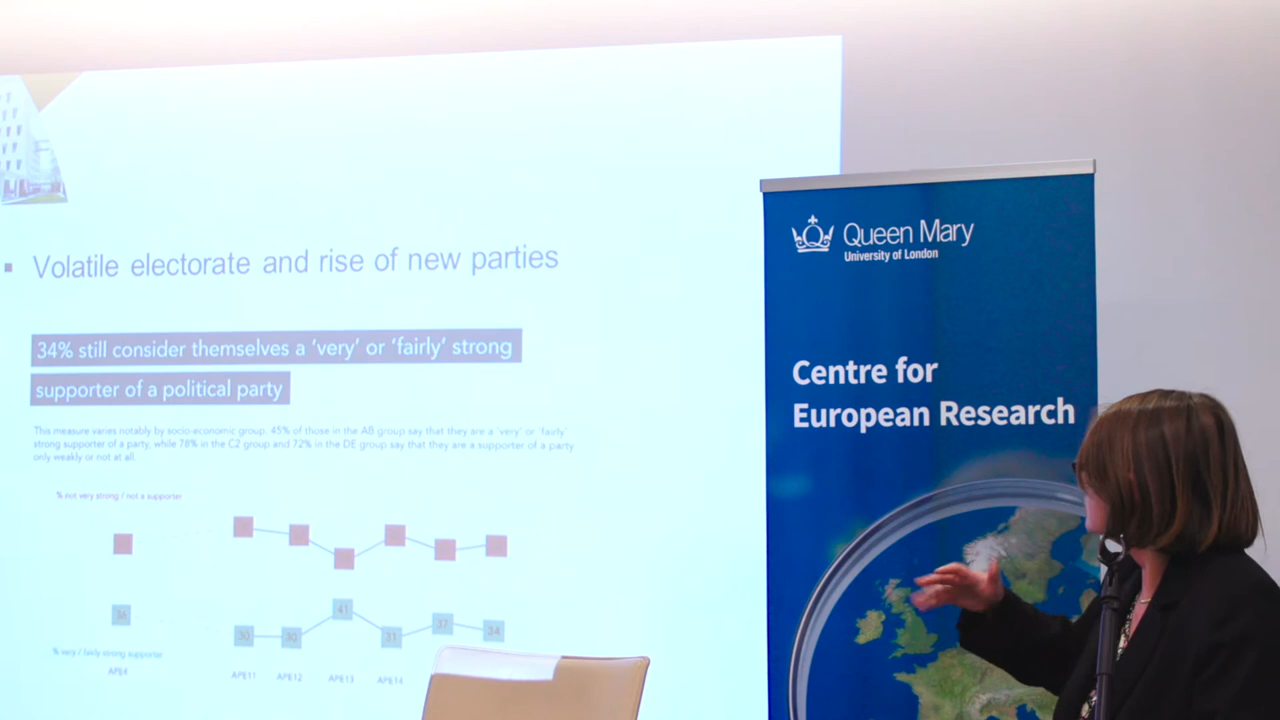 Volatile electorate and rise of new parties
34% still consider themselves a ‘very’ or ‘fairly’ strong
supporter of a political party
This measure varies notably by socio-economic group. 45% of those in the AB group say that they are a ‘very’ or ‘fairly’
strong supporter of a party, while 78% in the C2 group and 72% in the DE group say that they are a supporter of a party
only weakly or not at all.
% not very strong / not a supporter
36
30
30
41
31
37
34
% very / fairly strong supporter
APE4
APE11
APE12
APE13
APE14
Queen Mary
University of London
Centre for
European Research